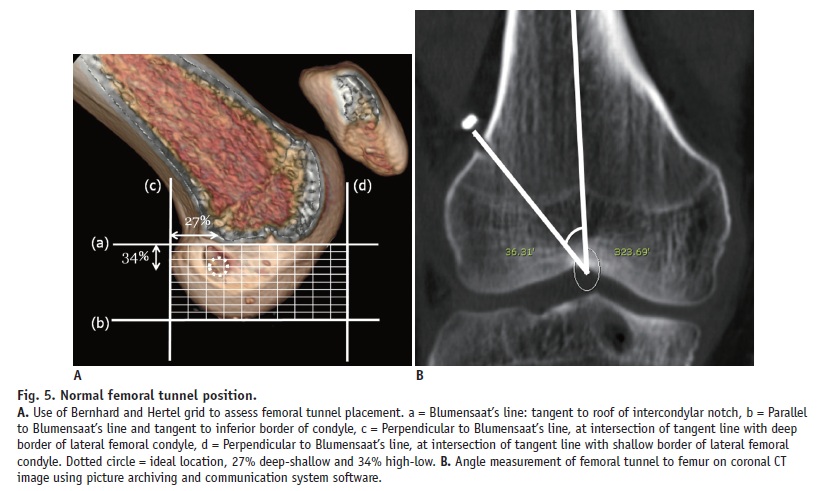 (c)
(d)
27%
(a)
34%
(b)
36.31°
323.69°
A
B
Fig. 5. Normal femoral tunnel position.
A. Use of Bernhard and Hertel grid to assess femoral tunnel placement. a = Blumensaat's line: tangent to roof of intercondylar notch, b = Parallel
to Blumensaat's line and tangent to inferior border of condyle, c = Perpendicular to Blumensaat's line, at intersection of tangent line with deep
border of lateral femoral condyle, d = Perpendicular to Blumensaat's line, at intersection of tangent line with shallow border of lateral femoral
condyle. Dotted circle = ideal location, 27% deep-shallow and 34% high-low. B. Angle measurement of femoral tunnel to femur on coronal CT
image using picture archiving and communication system software.